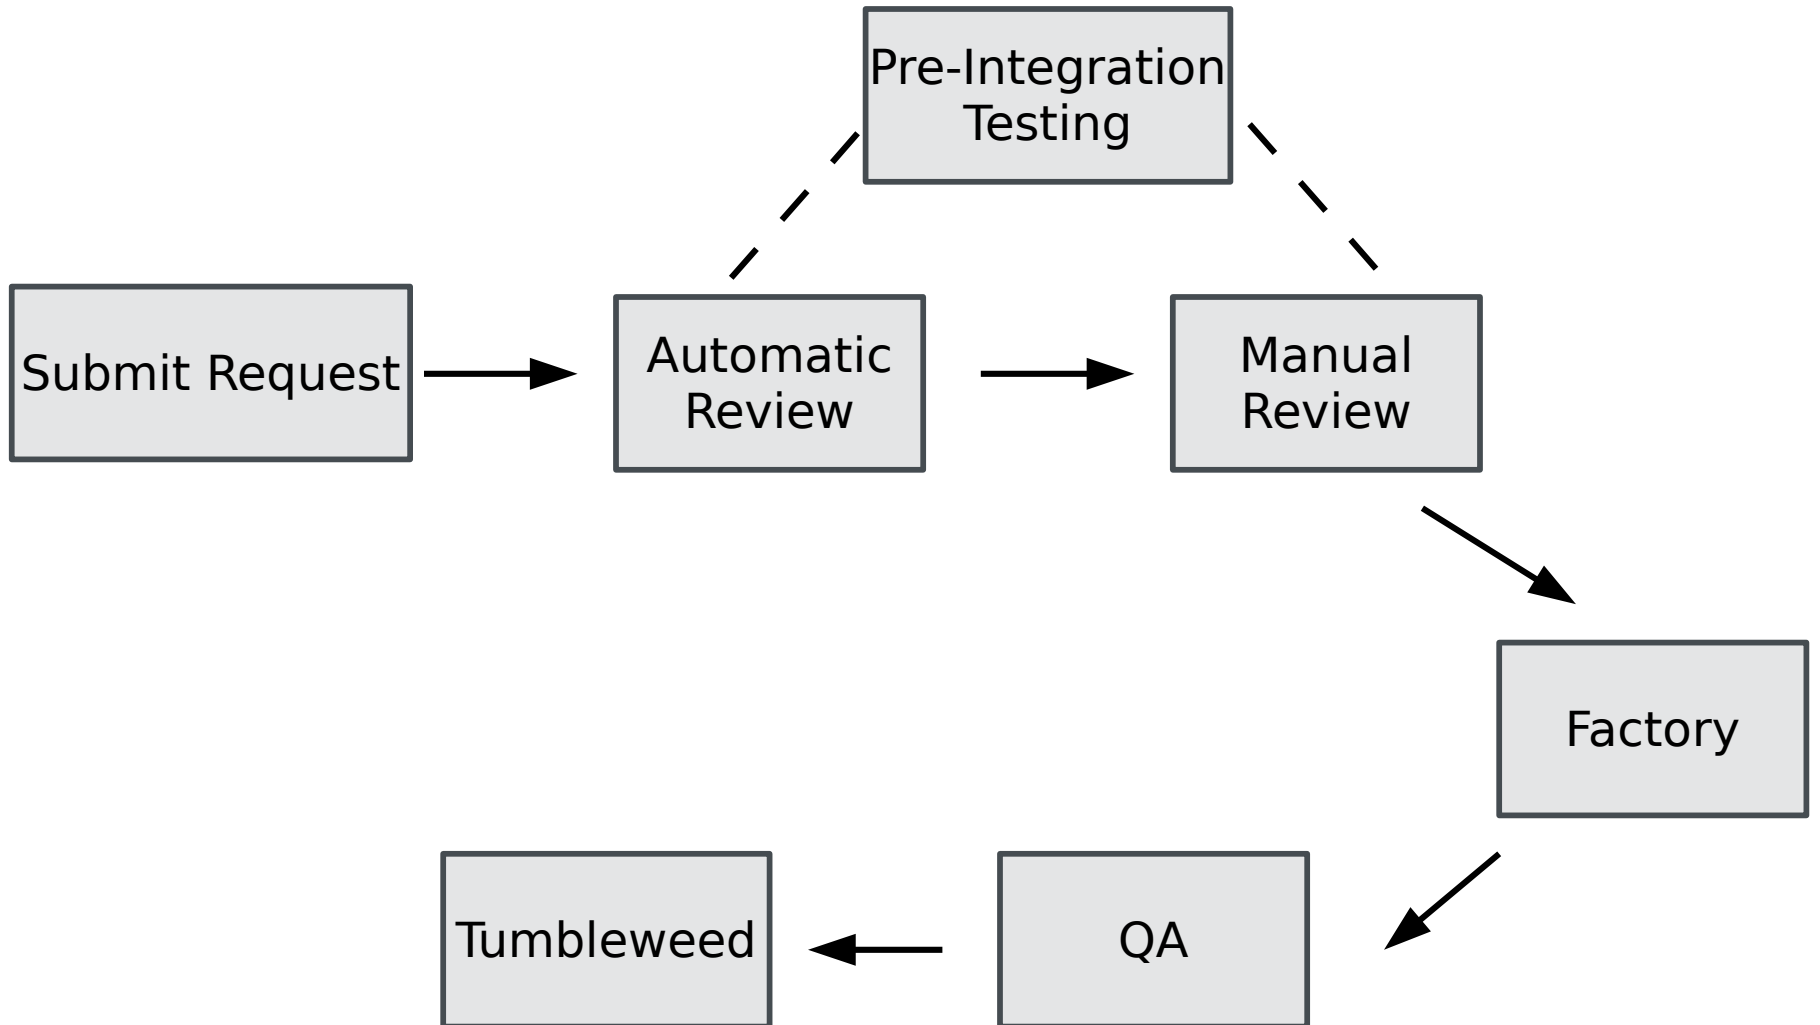 Pre-Integration
Testing
Submit Request
Automatic
Review
Manual
Review
Factory
Tumbleweed
QA